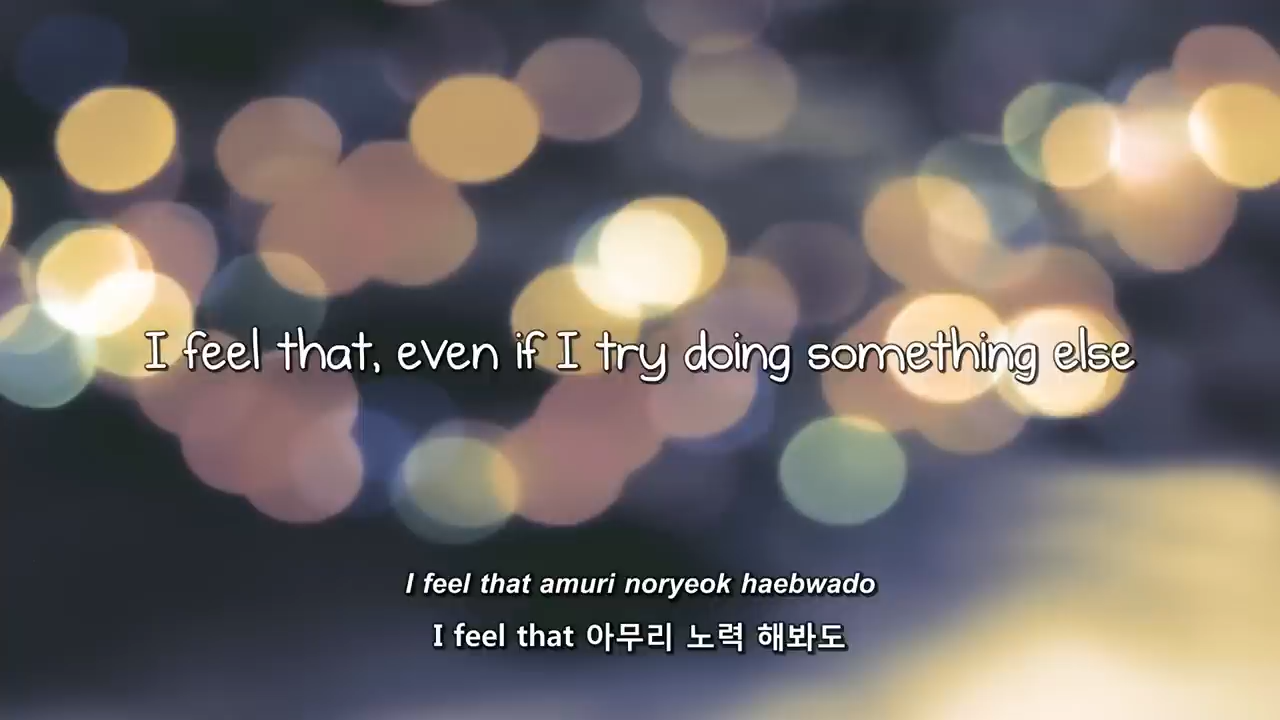 I feel that, even if I try doing something else
I feel that amuri noryeok haebwado
I feel that 아무리 노력 해봐도